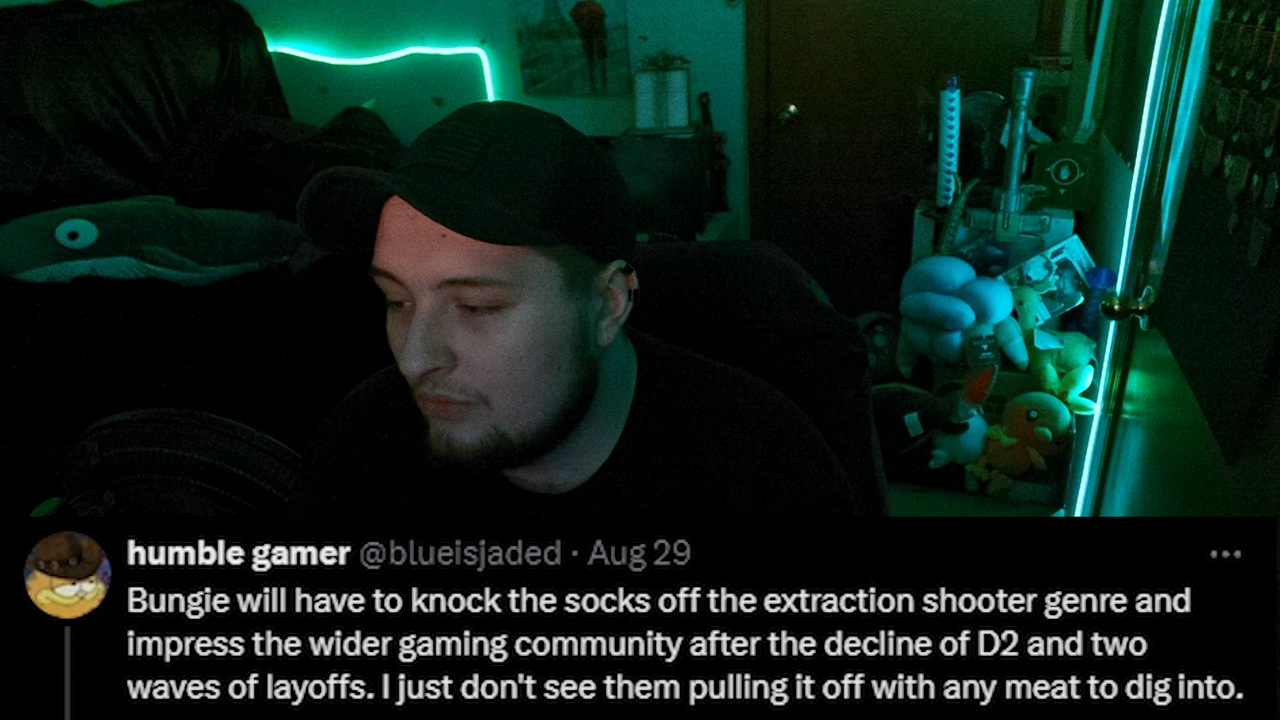 humble gamer @blueisjaded · Aug 29
Bungie will have to knock the socks off the extraction shooter genre and
impress the wider gaming community after the decline of D2 and two
waves of layoffs. I just don't see them pulling it off with any meat to dig into.